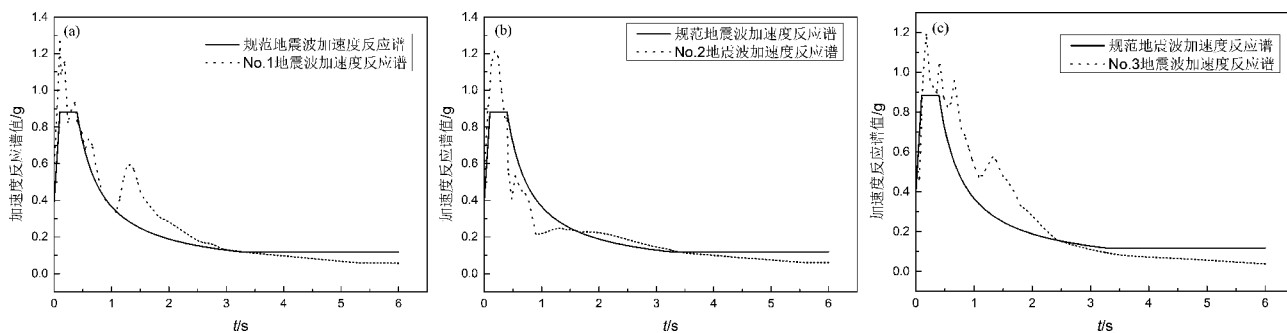 (a)
规范地震波加速度反应谱
No.1地震波加速度反应谱
加速度反应谱值/g
1.4
1.2
1.0
0.8
0.6
0.4
0.2
0.0
0 1 2 3 4 5 6
t/s
(b)
规范地震波加速度反应谱
No.2地震波加速度反应谱
加速度反应谱值/g
1.4
1.2
1.0
0.8
0.6
0.4
0.2
0.0
0 1 2 3 4 5 6
t/s
(c)
规范地震波加速度反应谱
No.3地震波加速度反应谱
加速度反应谱值/g
1.2
1.0
0.8
0.6
0.4
0.2
0.0
0 1 2 3 4 5 6
t/s